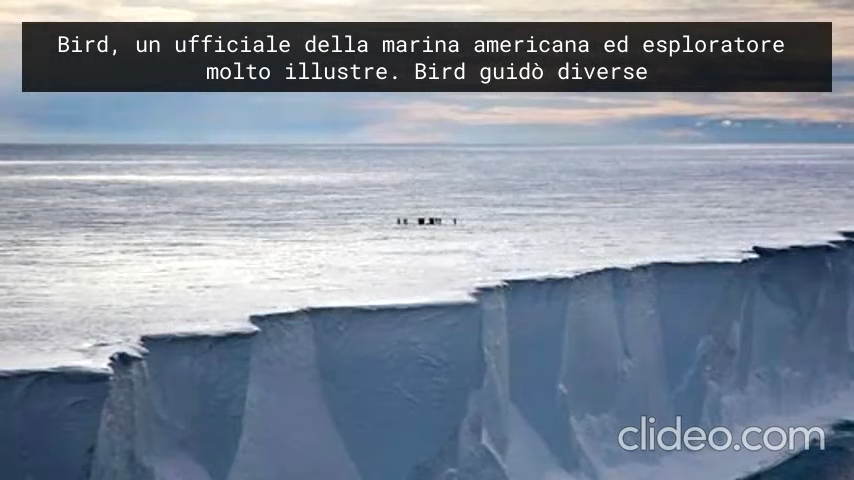 Bird, un ufficiale della marina americana ed esploratore
molto illustre. Bird guidò diverse
clideo.com